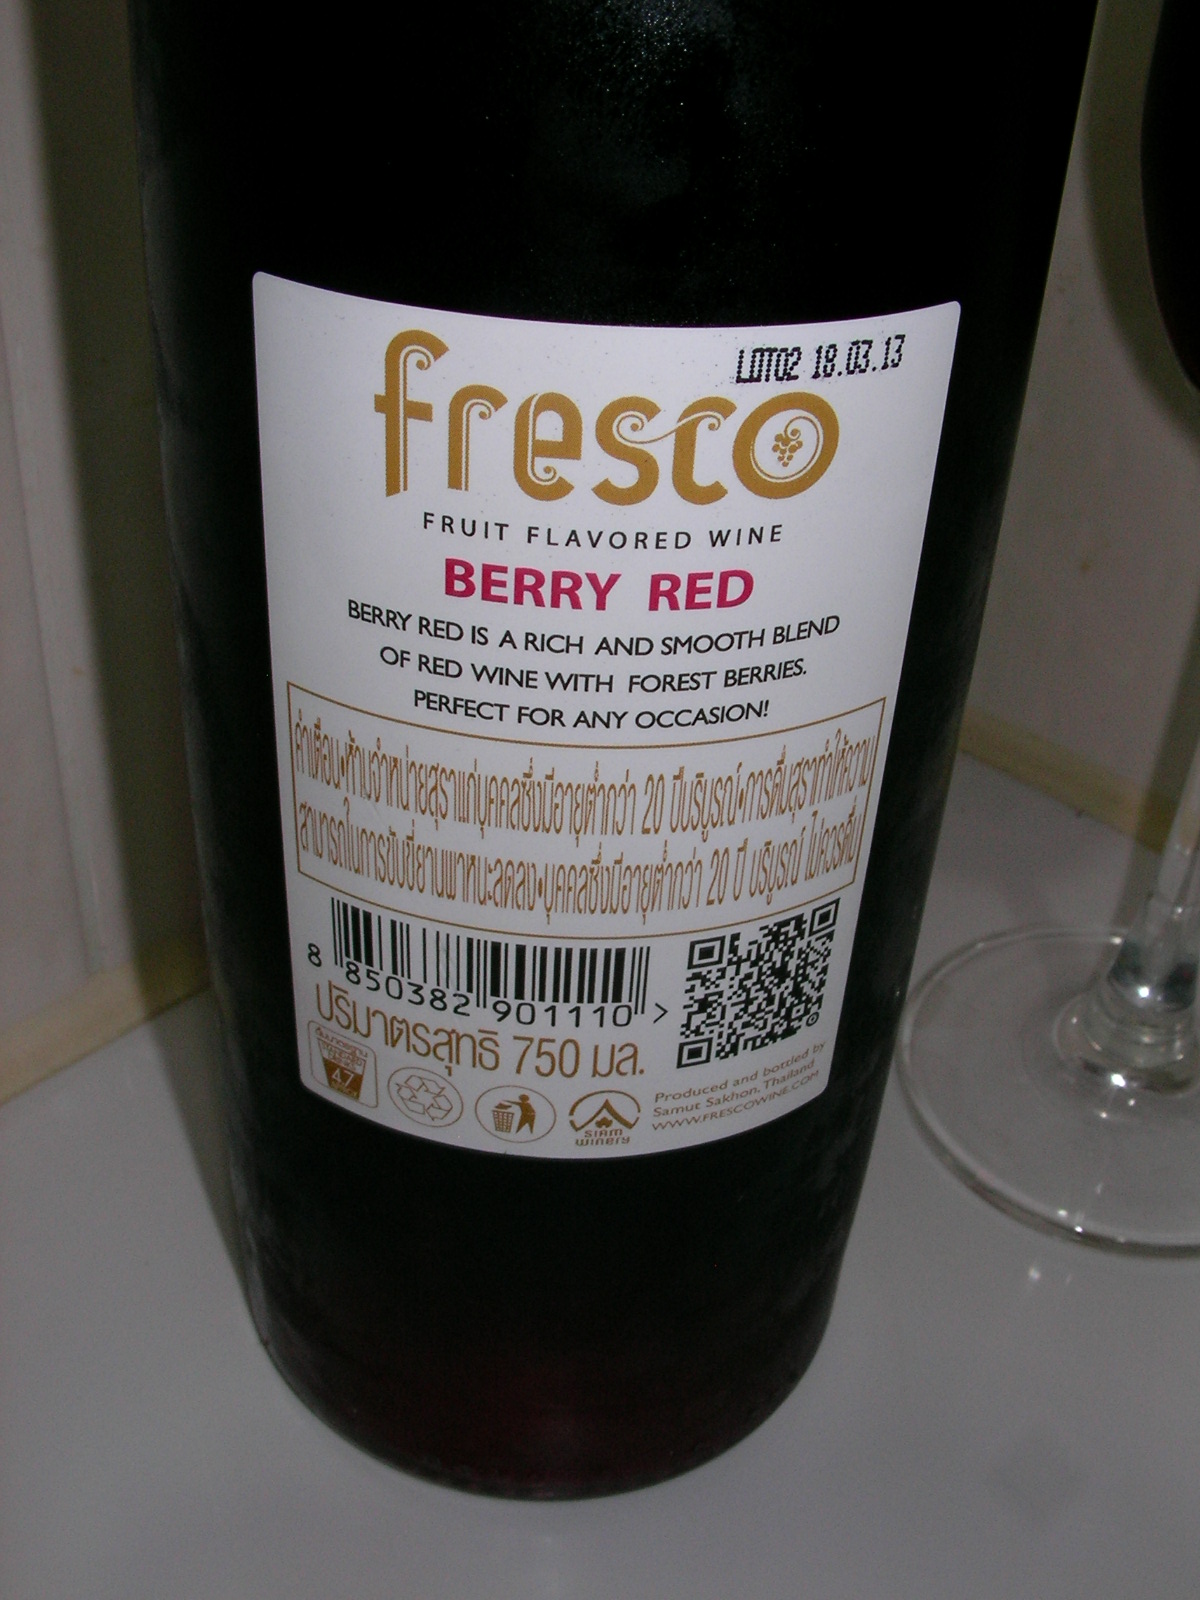 LOT02 18.03.13
fresco
FRUIT FLAVORED WINE
BERRY RED
BERRY RED IS A RICH AND SMOOTH BLEND
OF RED WINE WITH FOREST BERRIES.
PERFECT FOR ANY OCCASION!
คำเตือน•ห้ามจำหน่ายสุราแก่บุคคลซึ่งมีอายุต่ำกว่า 20 ปีบริบูรณ์•การดื่มสุราทำให้ความ
สามารถในการขับขี่ยานพาหนะลดลง•บุคคลซึ่งมีอายุต่ำกว่า 20 ปี บริบูรณ์ ไม่ควรดื่ม
8 850382 901110 >
ปริมาตรสุทธิ 750 มล.
4.7
SIAM
WINERY
Produced and bottled by
Samut Sakhon, Thailand
WWW.FRESCOWINE.COM